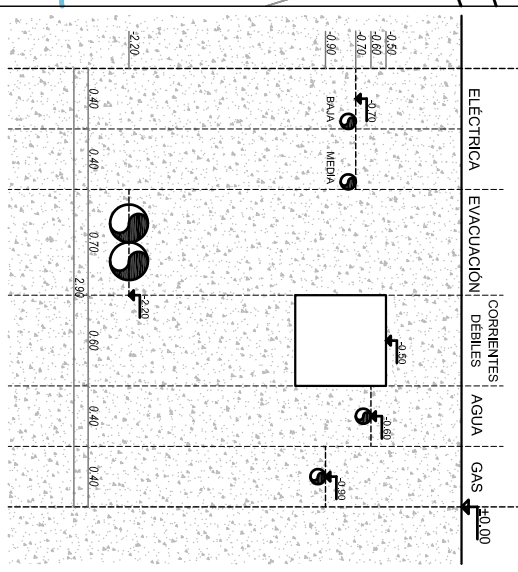 ELÉCTRICA
EVACUACIÓN
CORRIENTES
DÉBILES
AGUA
GAS
+0,00
-0.50
-0.60
-0.70
-0.90
-2.20
-0.70
BAJA
MEDIA
-2.20
-0.50
-0.60
-0.90
0.40
0.40
0.70
0.60
0.40
0.40
2.90